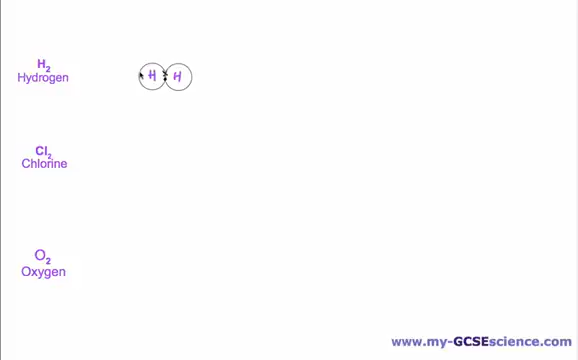 H2
Hydrogen
H H
Cl2
Chlorine
O2
Oxygen
www.my-GCSEscience.com